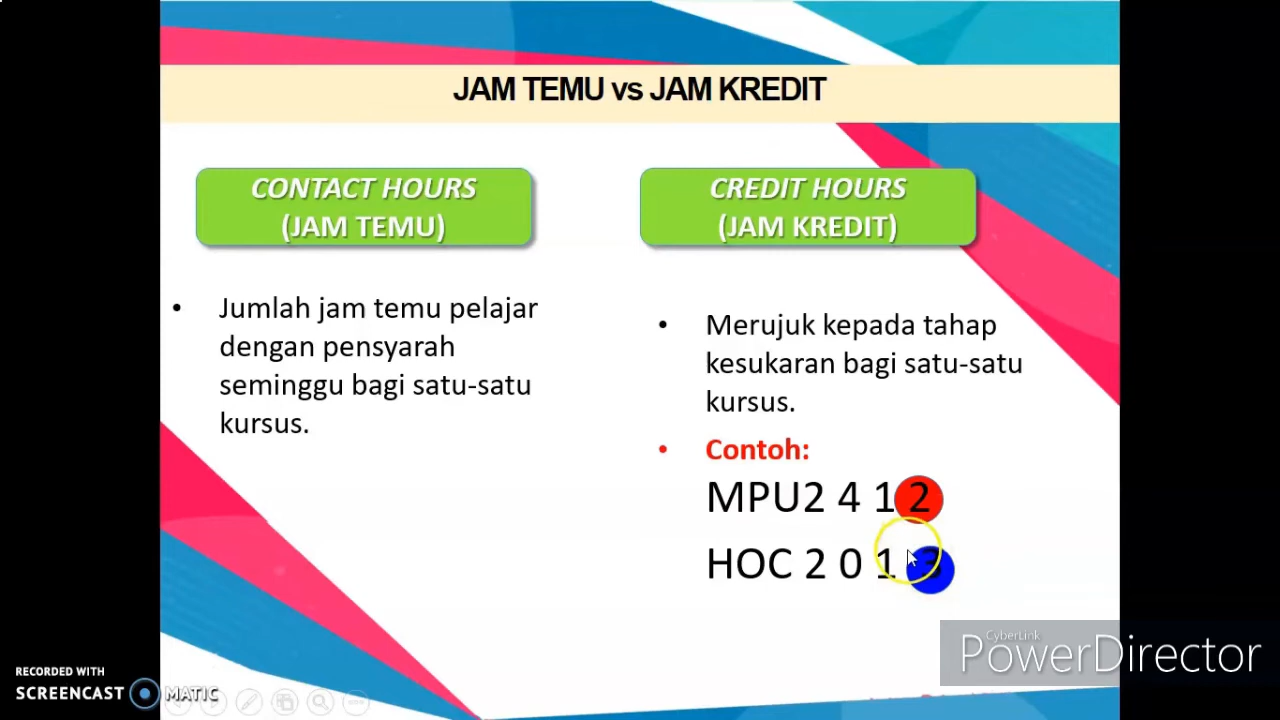 JAM TEMU vs JAM KREDIT
CONTACT HOURS
(JAM TEMU)
• Jumlah jam temu pelajar
dengan pensyarah
seminggu bagi satu-satu
kursus.
CREDIT HOURS
(JAM KREDIT)
• Merujuk kepada tahap
kesukaran bagi satu-satu
kursus.
• Contoh:
MPU2 4 1 2
HOC 2 0 1 3
CyberLink
PowerDirector
RECORDED WITH
SCREENCAST MATIC